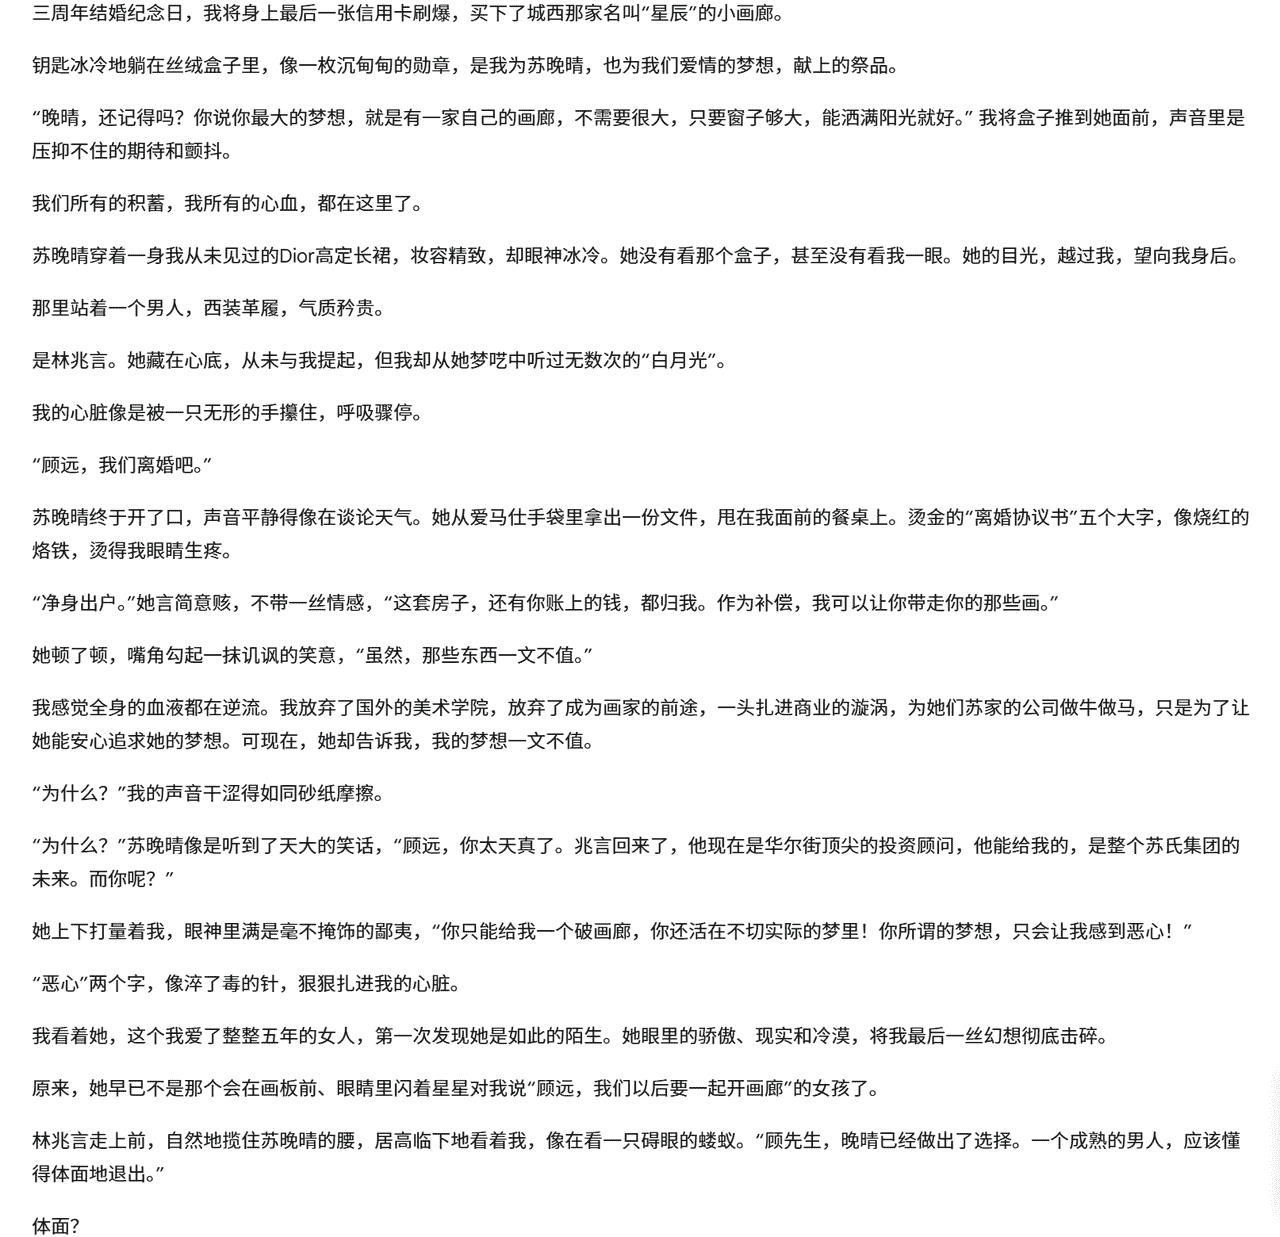 三周年结婚纪念日，我将身上最后一张信用卡刷爆，买下了城西那家名叫“星辰”的小画廊。
钥匙冰冷地躺在丝绒盒子里，像一枚沉甸甸的勋章，是我为苏晚晴，也为我们爱情的梦想，献上的祭品。
“晚晴，还记得吗？你说你最大的梦想，就是有一家自己的画廊，不需要很大，只要窗子够大，能洒满阳光就好。” 我将盒子推到她面前，声音里是
压抑不住的期待和颤抖。
我们所有的积蓄，我所有的心血，都在这里了。
苏晚晴穿着一身我从未见过的Dior高定长裙，妆容精致，却眼神冰冷。她没有看那个盒子，甚至没有看我一眼。她的目光，越过我，望向我身后。
那里站着一个男人，西装革履，气质矜贵。
是林兆言。她藏在心底，从未与我提起，但我却从她梦呓中听过无数次的“白月光”。
我的心脏像是被一只无形的手攥住，呼吸骤停。
“顾远，我们离婚吧。”
苏晚晴终于开了口，声音平静得像在谈论天气。她从爱马仕手袋里拿出一份文件，甩在我面前的餐桌上。烫金的“离婚协议书”五个大字，像烧红的
烙铁，烫得我眼睛生疼。
“净身出户。”她言简意赅，不带一丝情感，“这套房子，还有你账上的钱，都归我。作为补偿，我可以让你带走你的那些画。”
她顿了顿，嘴角勾起一抹讥讽的笑意，“虽然，那些东西一文不值。”
我感觉全身的血液都在逆流。我放弃了国外的美术学院，放弃了成为画家的前途，一头扎进商业的漩涡，为她们苏家的公司做牛做马，只是为了让
她能安心追求她的梦想。可现在，她却告诉我，我的梦想一文不值。
“为什么？”我的声音干涩得如同砂纸摩擦。
“为什么？”苏晚晴像是听到了天大的笑话，“顾远，你太天真了。兆言回来了，他现在是华尔街顶尖的投资顾问，他能给我的，是整个苏氏集团的
未来。而你呢？”
她上下打量着我，眼神里满是毫不掩饰的鄙夷，“你只能给我一个破画廊，你还活在不切实际的梦里！你所谓的梦想，只会让我感到恶心！”
“恶心”两个字，像淬了毒的针，狠狠扎进我的心脏。
我看着她，这个我爱了整整五年的女人，第一次发现她是如此的陌生。她眼里的骄傲、现实和冷漠，将我最后一丝幻想彻底击碎。
原来，她早已不是那个会在画板前、眼睛里闪着星星对我说“顾远，我们以后要一起开画廊”的女孩了。
林兆言走上前，自然地揽住苏晚晴的腰，居高临下地看着我，像在看一只碍眼的蝼蚁。“顾先生，晚晴已经做出了选择。一个成熟的男人，应该懂
得体面地退出。”
体面？